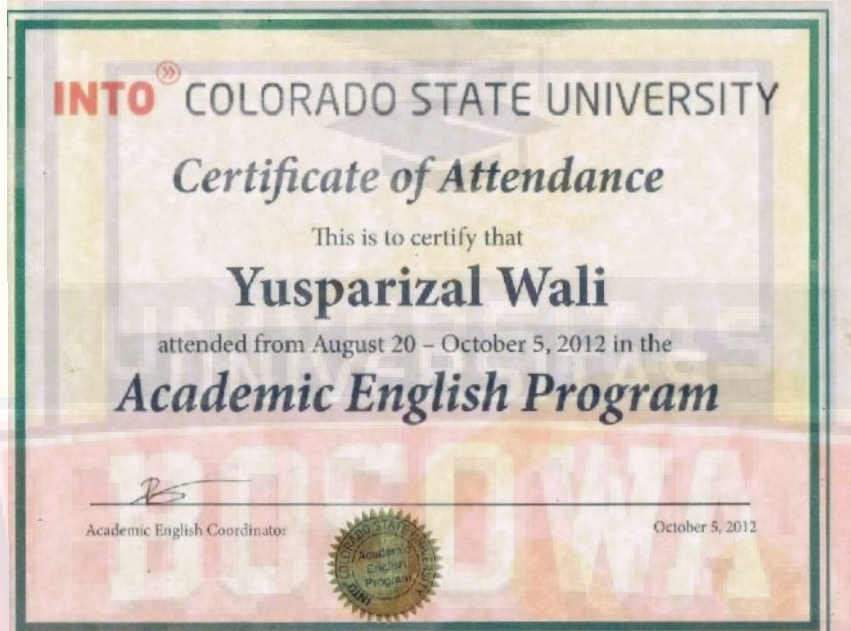 INTO» COLORADO STATE UNIVERSITY
Certificate of Attendance
This is to certify that
Yusparizal Wali
attended from August 20 – October 5, 2012 in the
Academic English Program
Academic English Coordinator
October 5, 2012
INTO COLORADO STATE UNIVERSITY
Academic
English
Program
UNIVERSITAS
BOSOWA